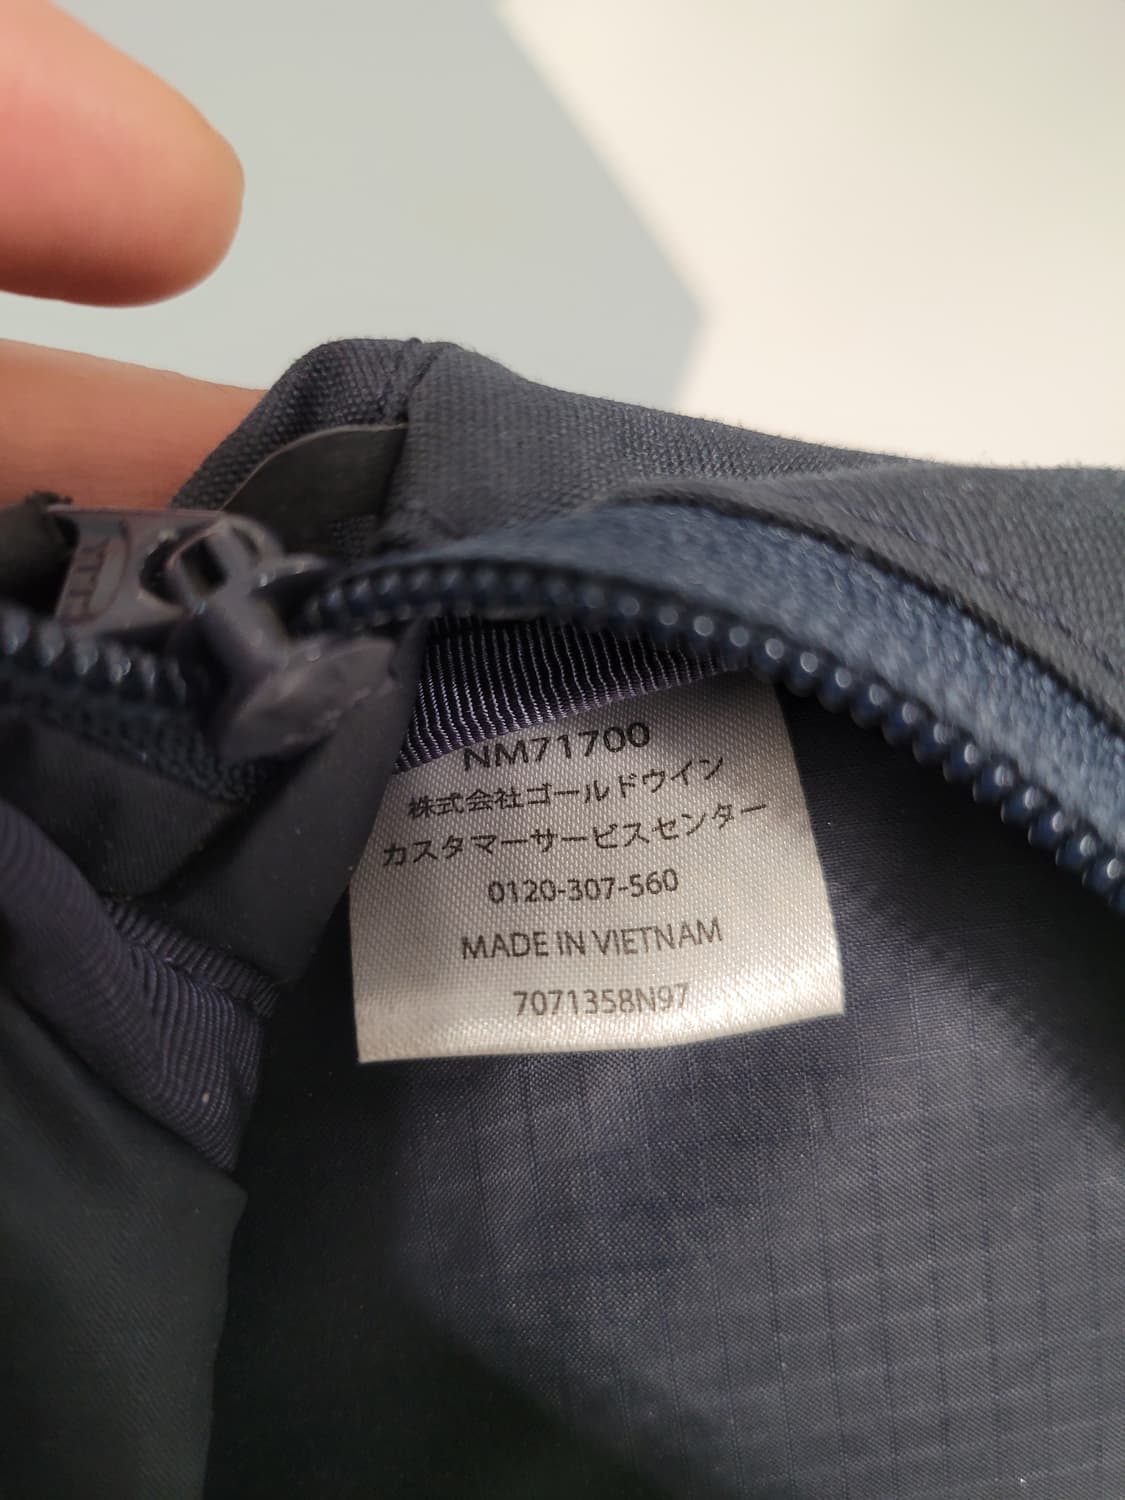 NM71700
株式会社ゴールドウイン
カスタマーサービスセンター
0120-307-560
MADE IN VIETNAM
7071358N97